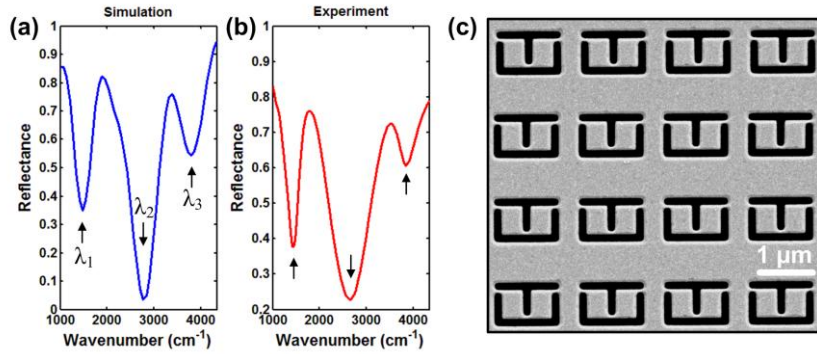 (a)
Simulation
Reflectance
1
0.9
0.8
0.7
0.6
0.5
0.4
0.3
0.2
0.1
0
λ1
λ2
λ3
1000 2000 3000 4000
Wavenumber (cm-1)
(b)
Experiment
Reflectance
1
0.9
0.8
0.7
0.6
0.5
0.4
0.3
0.2
1000 2000 3000 4000
Wavenumber (cm-1)
(c)
1 μm